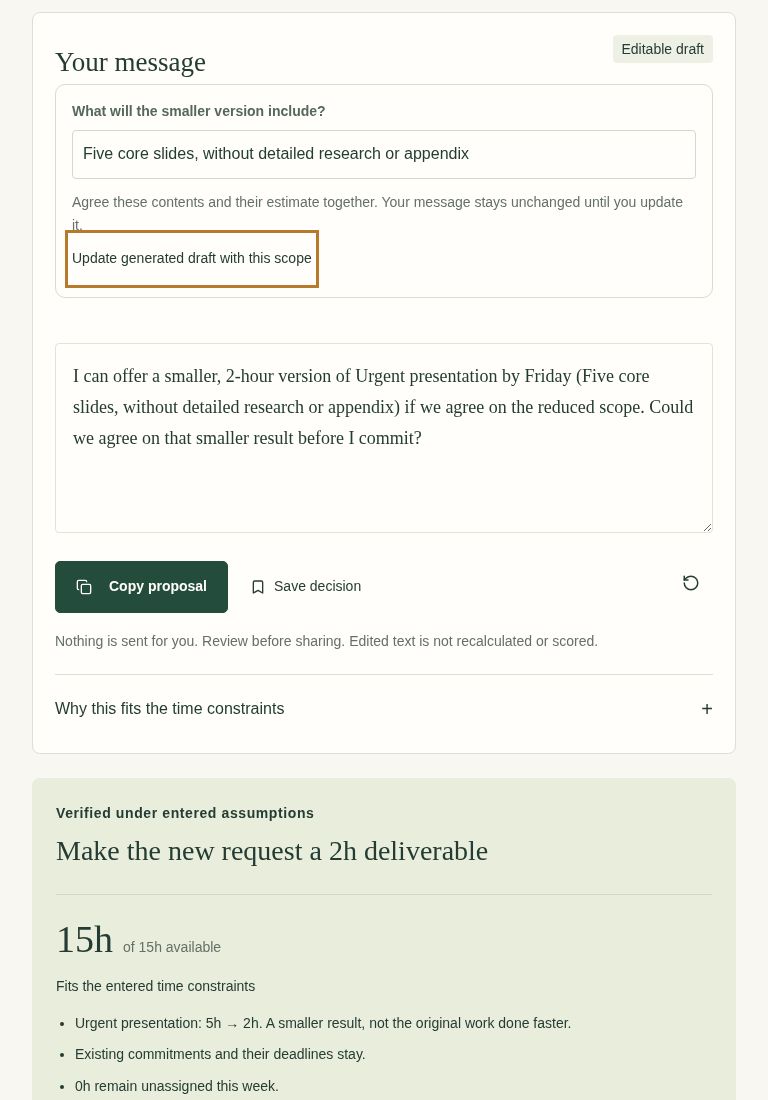 Your message
Editable draft
What will the smaller version include?
Five core slides, without detailed research or appendix
Agree these contents and their estimate together. Your message stays unchanged until you update
it.
Update generated draft with this scope
I can offer a smaller, 2-hour version of Urgent presentation by Friday (Five core
slides, without detailed research or appendix) if we agree on the reduced scope. Could
we agree on that smaller result before I commit?
Copy proposal
Save decision
Nothing is sent for you. Review before sharing. Edited text is not recalculated or scored.
Why this fits the time constraints
+
Verified under entered assumptions
Make the new request a 2h deliverable
15h of 15h available
Fits the entered time constraints
• Urgent presentation: 5h → 2h. A smaller result, not the original work done faster.
• Existing commitments and their deadlines stay.
• 0h remain unassigned this week.